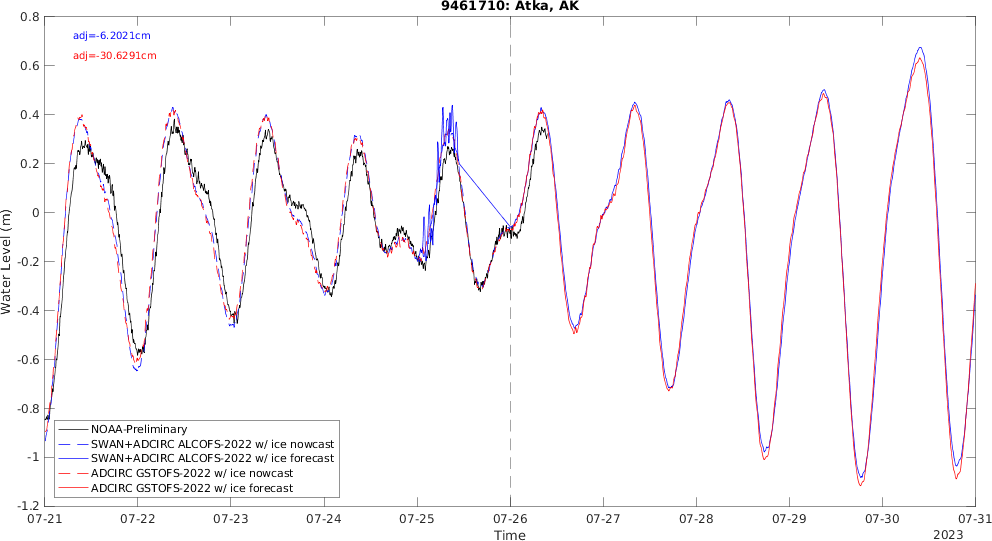 9461710: Atka, AK
adj=-6.2021cm
adj=-30.6291cm
0.8
0.6
0.4
0.2
0
-0.2
-0.4
-0.6
-0.8
-1
-1.2
Water Level (m)
NOAA-Preliminary
SWAN+ADCIRC ALCOFS-2022 w/ ice nowcast
SWAN+ADCIRC ALCOFS-2022 w/ ice forecast
ADCIRC GSTOFS-2022 w/ ice nowcast
ADCIRC GSTOFS-2022 w/ ice forecast
07-21 07-22 07-23 07-24 07-25 07-26 07-27 07-28 07-29 07-30 07-31
Time
2023